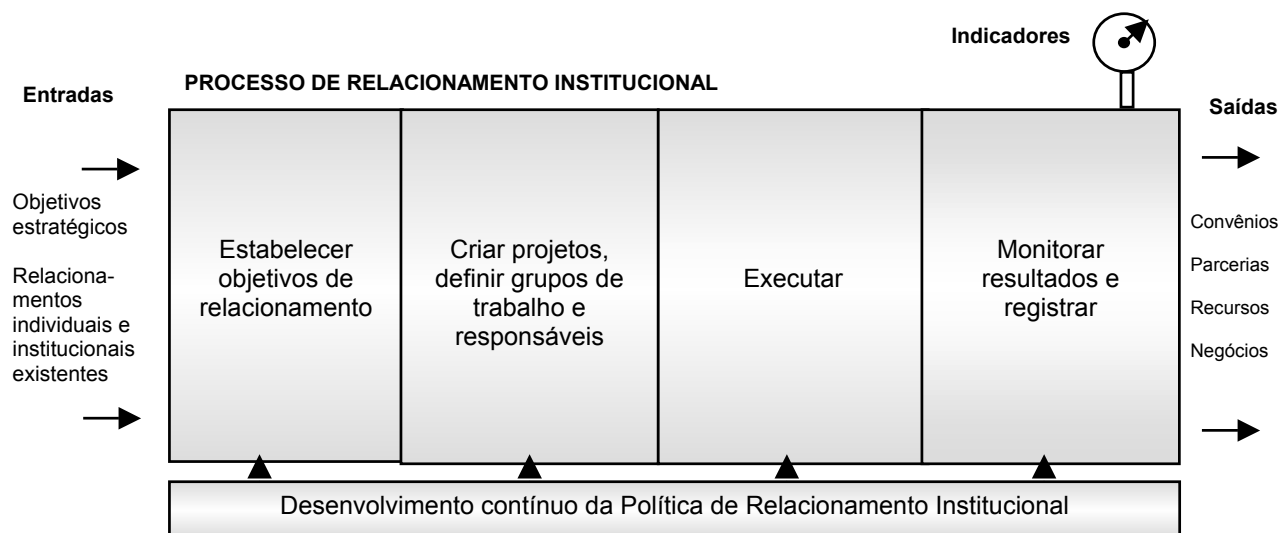 Indicadores
PROCESSO DE RELACIONAMENTO INSTITUCIONAL
Entradas
Saídas
Objetivos
estratégicos
Relaciona-
mentos
individuais e
institucionais
existentes
Estabelecer
objetivos de
relacionamento
Criar projetos,
definir grupos de
trabalho e
responsáveis
Executar
Monitorar
resultados e
registrar
Convênios
Parcerias
Recursos
Negócios
Desenvolvimento contínuo da Política de Relacionamento Institucional